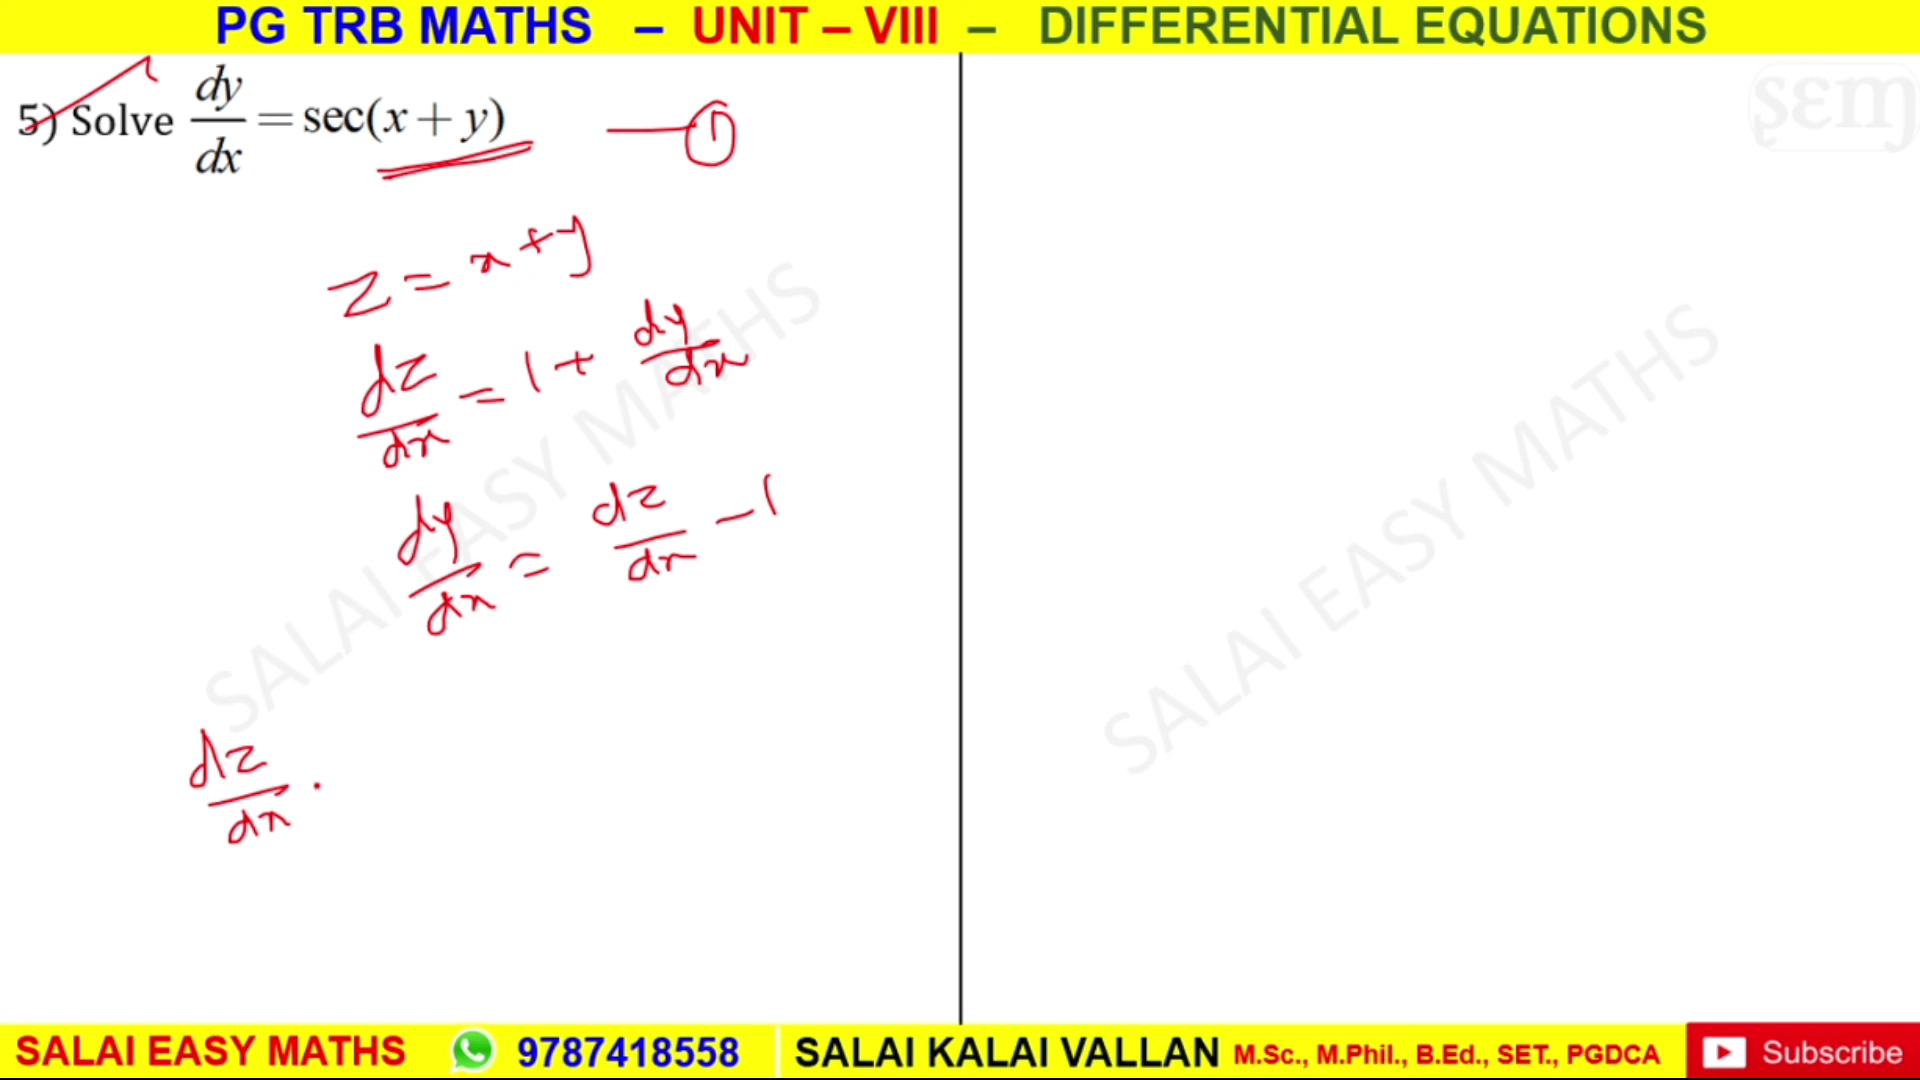 PG TRB MATHS – UNIT – VIII – DIFFERENTIAL EQUATIONS
5) Solve dy/dx = sec(x + y) — ①
sem
z = x + y
dz/dx = 1 + dy/dx
dy/dx = dz/dx - 1
dz/dx .
SALAI EASY MATHS
SALAI EASY MATHS
SALAI EASY MATHS 9787418558 SALAI KALAI VALLAN M.Sc., M.Phil., B.Ed., SET., PGDCA Subscribe